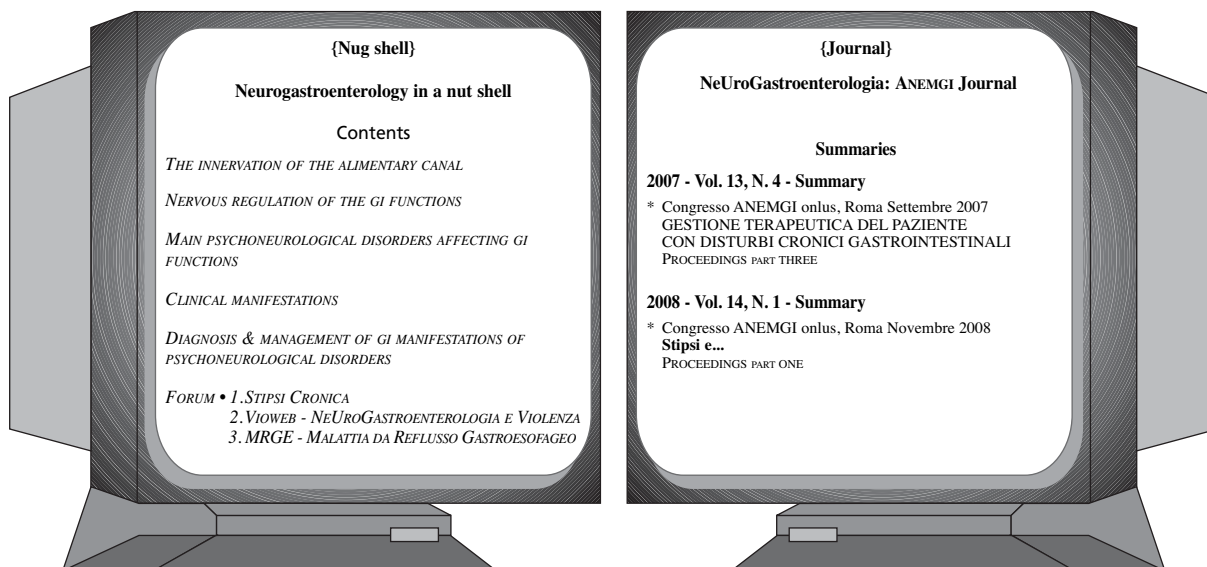 {Nug shell}
Neurogastroenterology in a nut shell
Contents
THE INNERVATION OF THE ALIMENTARY CANAL
NERVOUS REGULATION OF THE GI FUNCTIONS
MAIN PSYCHONEUROLOGICAL DISORDERS AFFECTING GI
FUNCTIONS
CLINICAL MANIFESTATIONS
DIAGNOSIS & MANAGEMENT OF GI MANIFESTATIONS OF
PSYCHONEUROLOGICAL DISORDERS
FORUM • 1.STIPSI CRONICA
2.VIOWEB - NEUROGASTROENTEROLOGIA E VIOLENZA
3.MRGE - MALATTIA DA REFLUSSO GASTROESOFAGEO
{Journal}
NeUroGastroenterologia: ANEMGI Journal
Summaries
2007 - Vol. 13, N. 4 - Summary
* Congresso ANEMGI onlus, Roma Settembre 2007
GESTIONE TERAPEUTICA DEL PAZIENTE
CON DISTURBI CRONICI GASTROINTESTINALI
PROCEEDINGS PART THREE
2008 - Vol. 14, N. 1 - Summary
* Congresso ANEMGI onlus, Roma Novembre 2008
Stipsi e...
PROCEEDINGS PART ONE